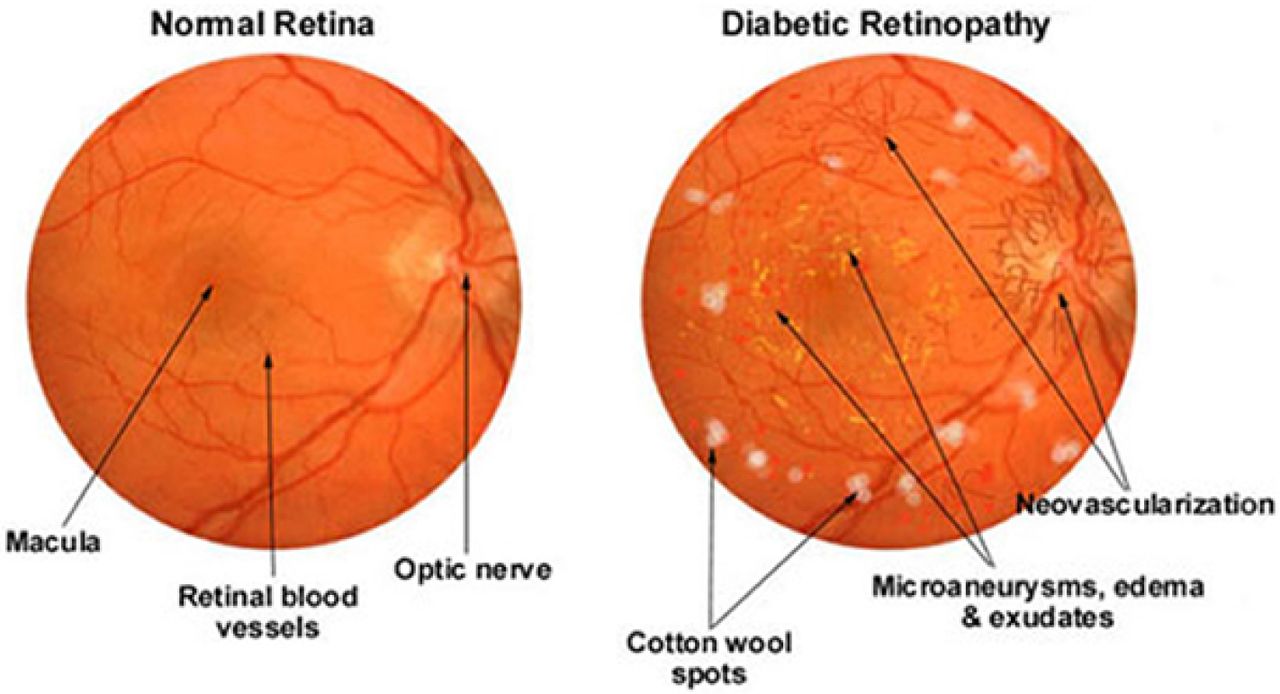 Normal Retina
Diabetic Retinopathy
Macula
Retinal blood
vessels
Optic nerve
Neovascularization
Microaneurysms, edema
& exudates
Cotton wool
spots